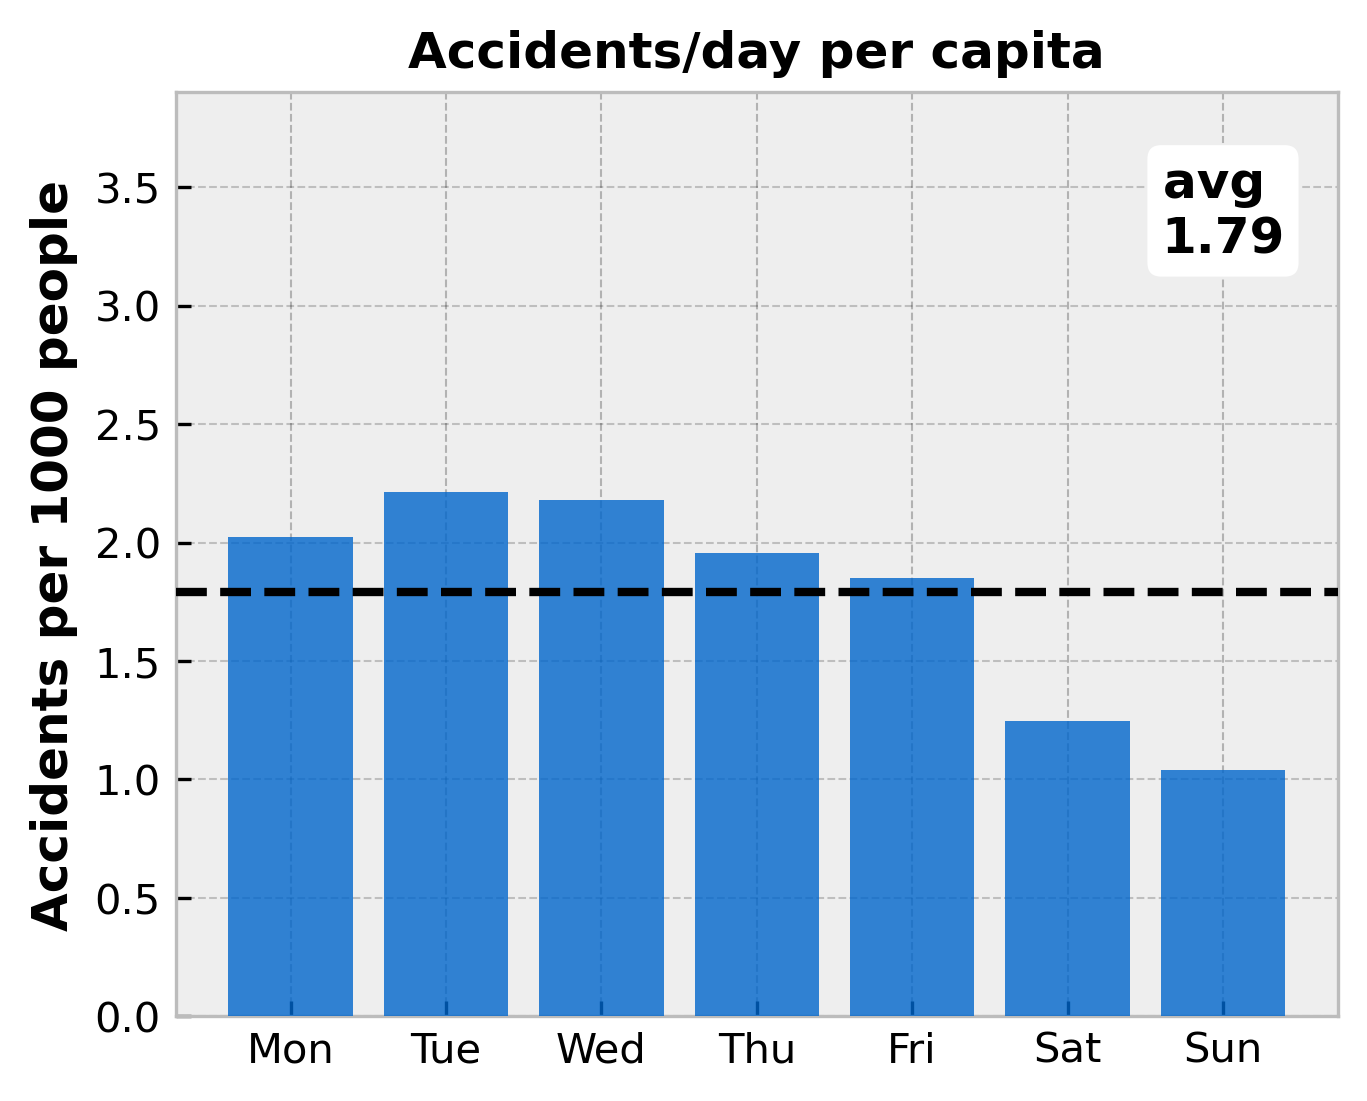 Accidents/day per capita
Accidents per 1000 people
3.5
3.0
2.5
2.0
1.5
1.0
0.5
0.0
avg
1.79
Mon Tue Wed Thu Fri Sat Sun